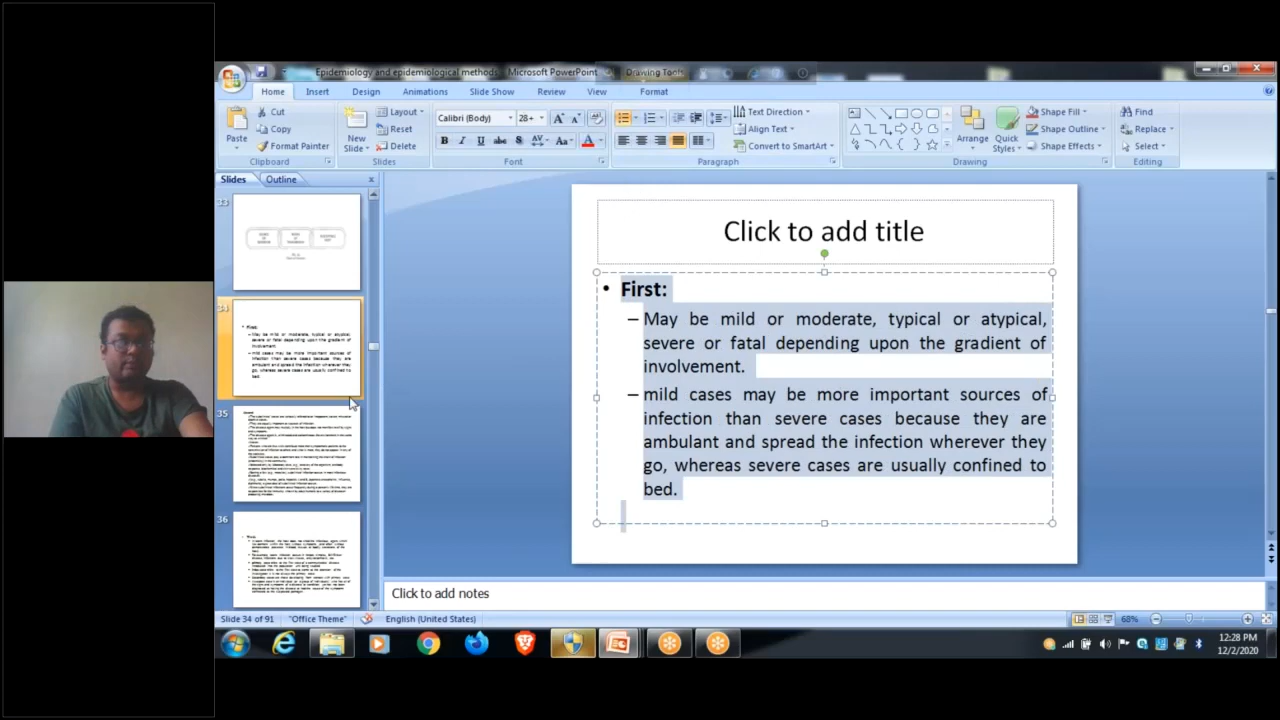 Epidemiology and epidemiological methods - Microsoft PowerPoint
Drawing Tools
Home Insert Design Animations Slide Show Review View Format
Paste
Cut
Copy
Format Painter
Clipboard
New Slide
Layout
Reset
Delete
Slides
Calibri (Body) 28
Font
Paragraph
Text Direction
Align Text
Convert to SmartArt
Arrange
Quick Styles
Shape Fill
Shape Outline
Shape Effects
Drawing
Find
Replace
Select
Editing
Slides Outline
33
34
35
36
Click to add title
• First:
– May be mild or moderate, typical or atypical,
severe or fatal depending upon the gradient of
involvement.
– mild cases may be more important sources of
infection than severe cases because they are
ambulant and spread the infection wherever they
go, whereas severe cases are usually confined to
bed.
Click to add notes
Slide 34 of 91 "Office Theme" English (United States) 68%
12:28 PM
12/2/2020